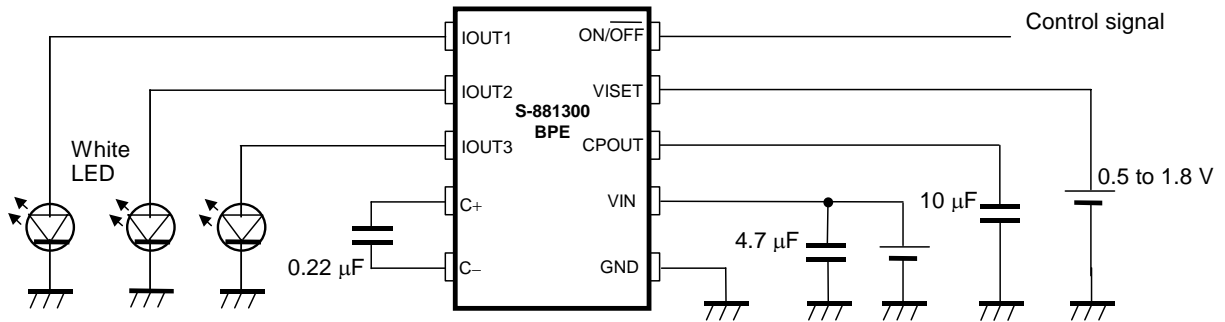 Control signal
IOUT1
ON/OFF
IOUT2
VISET
S-881300
BPE
IOUT3
CPOUT
White
LED
0.5 to 1.8 V
C+
VIN
10 μF
4.7 μF
0.22 μF
C−
GND